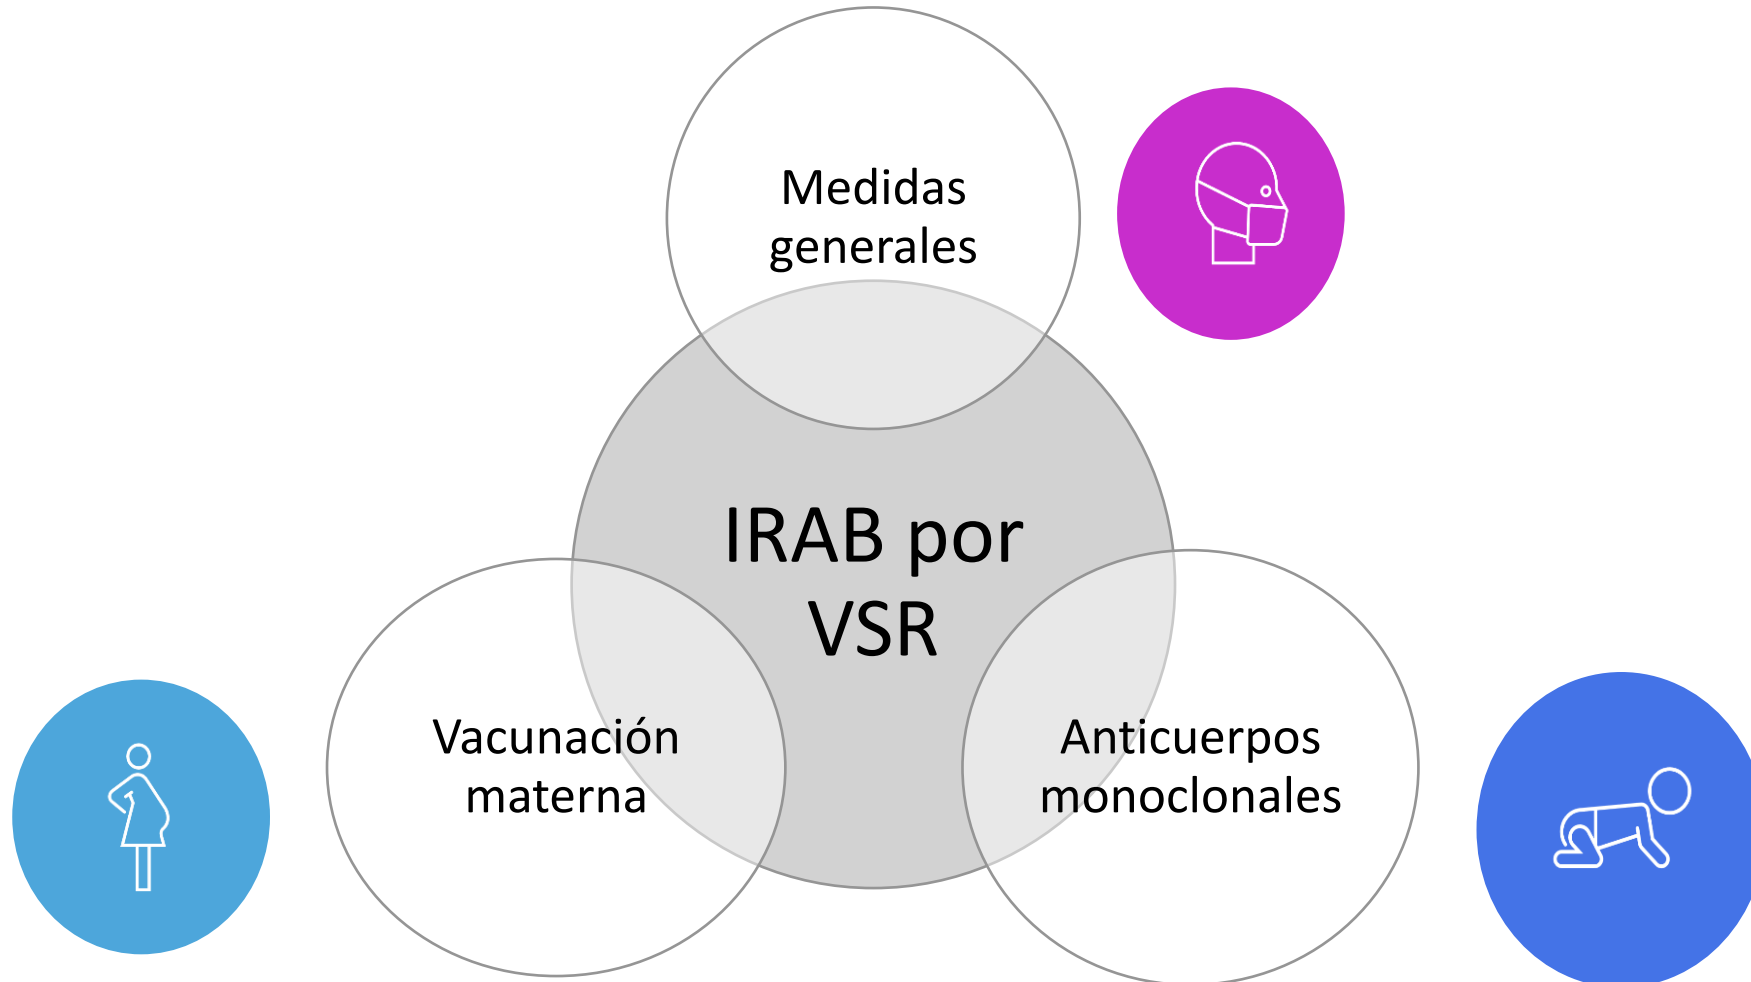 Medidas
generales
IRAB por
VSR
Vacunación
materna
Anticuerpos
monoclonales